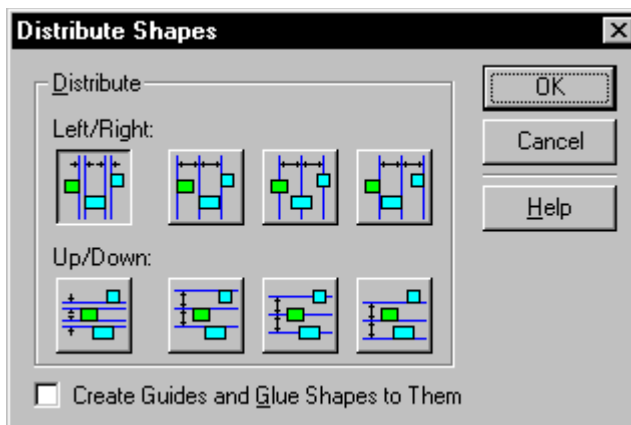 Distribute Shapes
Distribute
Left/Right:
Up/Down:
Create Guides and Glue Shapes to Them
OK
Cancel
Help